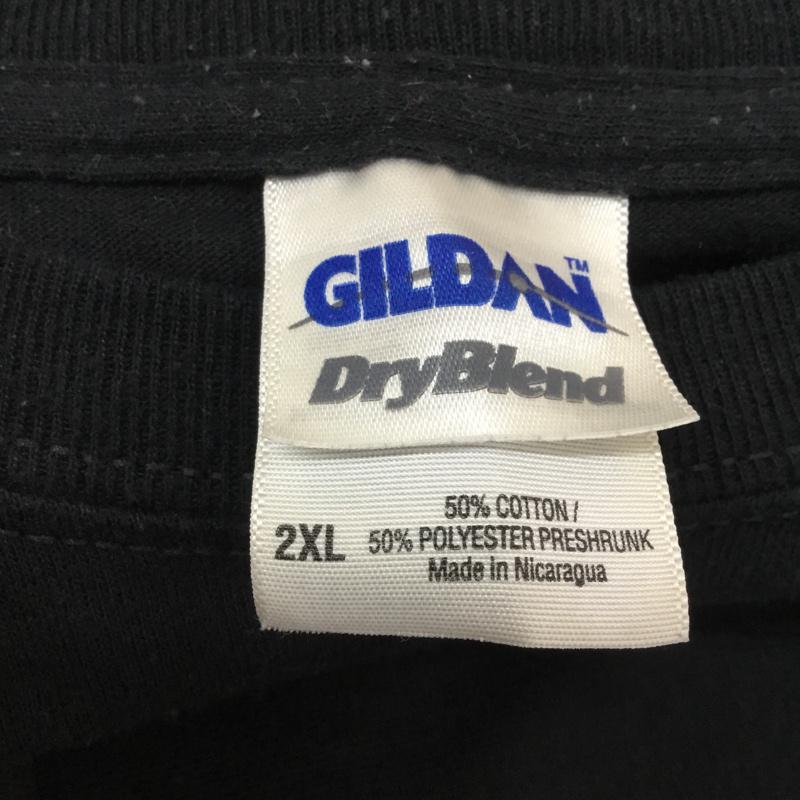 GILDAN™
DryBlend
50% COTTON /
2XL 50% POLYESTER PRESHRUNK
Made in Nicaragua